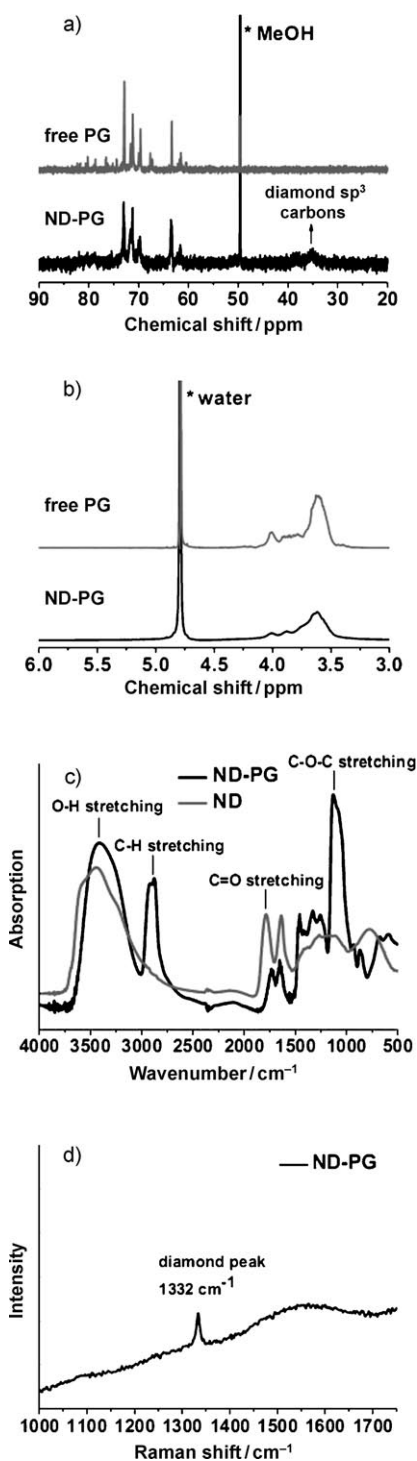 a)
* MeOH
free PG
diamond sp³
carbons
ND-PG
90 80 70 60 50 40 30 20
Chemical shift / ppm
b)
* water
free PG
ND-PG
6.0 5.5 5.0 4.5 4.0 3.5 3.0
Chemical shift / ppm
c)
ND-PG
ND
C-O-C stretching
O-H stretching
C-H stretching
C=O stretching
Absorption
4000 3500 3000 2500 2000 1500 1000 500
Wavenumber / cm⁻¹
d)
ND-PG
diamond peak
1332 cm⁻¹
Intensity
1000 1100 1200 1300 1400 1500 1600 1700
Raman shift / cm⁻¹